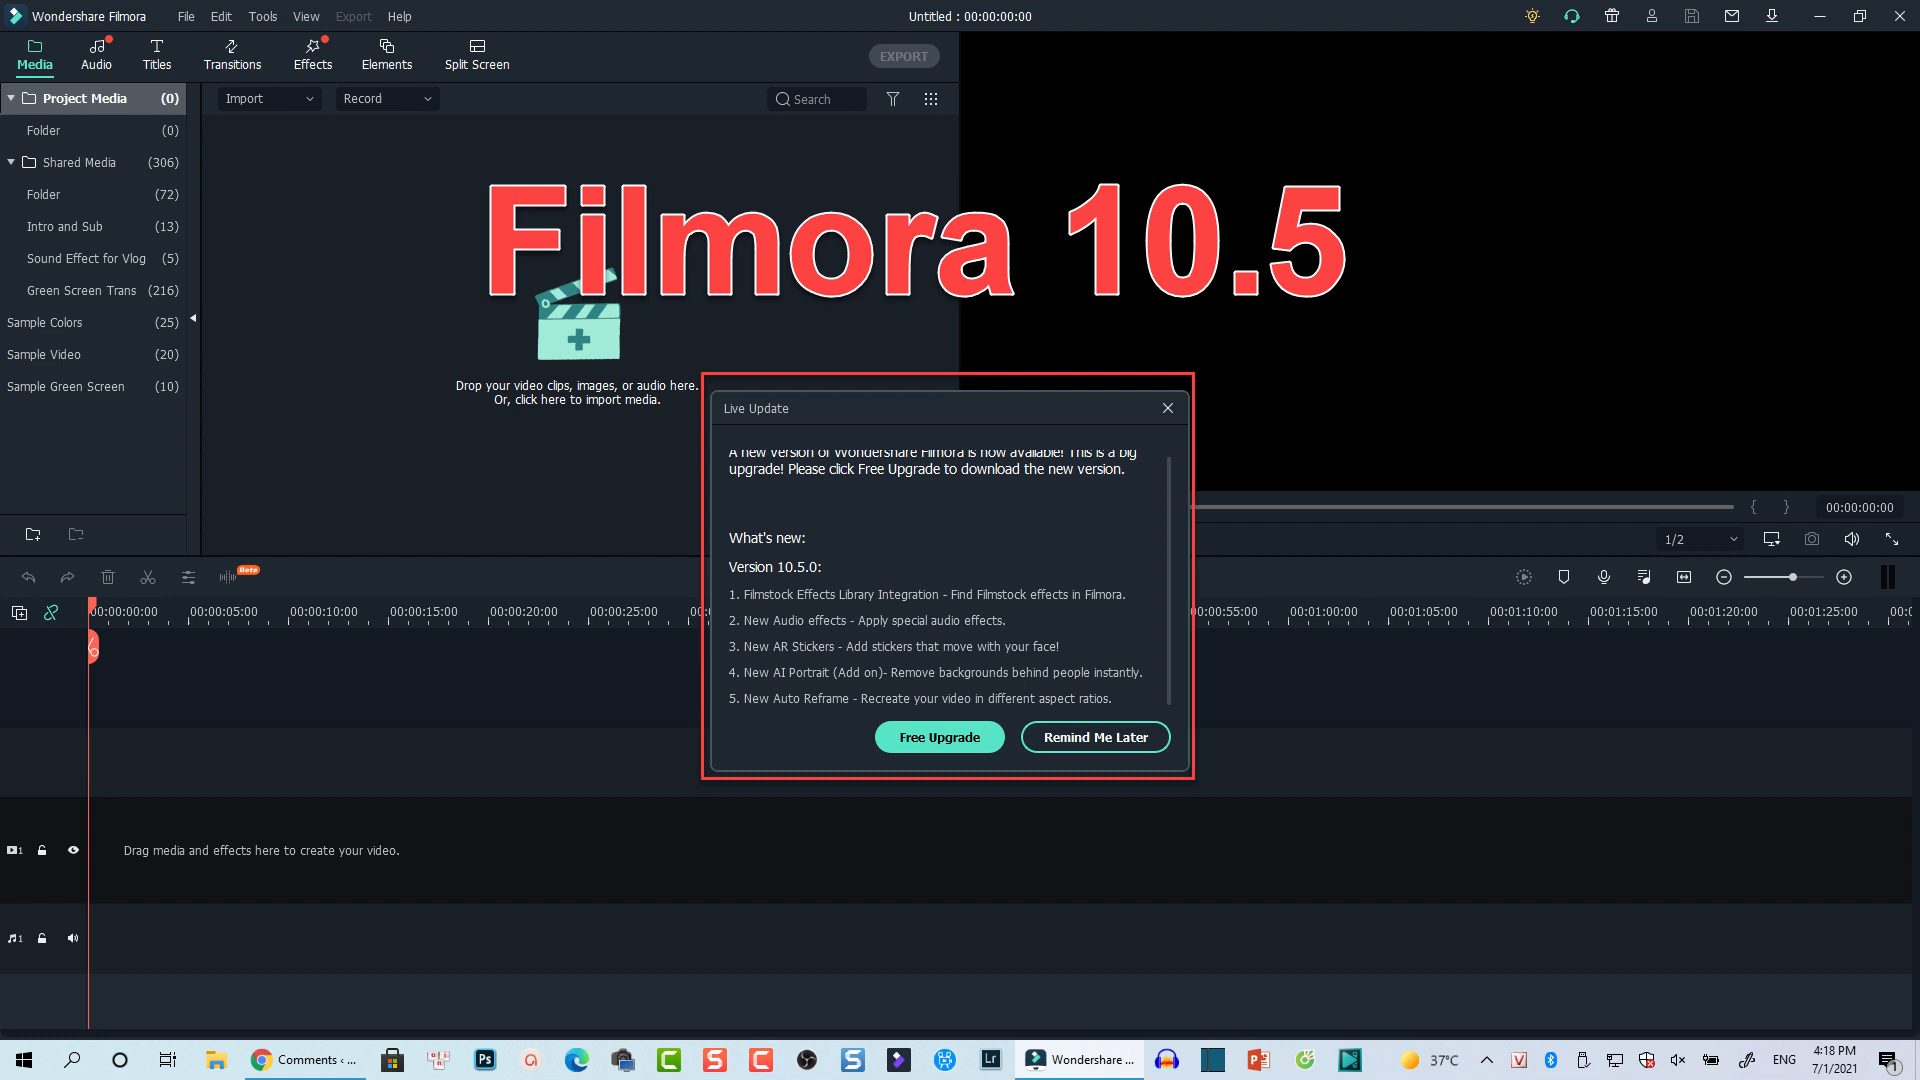 Wondershare Filmora File Edit Tools View Export Help Untitled : 00:00:00:00
Media Audio Titles Transitions Effects Elements Split Screen EXPORT
Project Media (0)
Import Record Search
Folder (0)
Shared Media (306)
Folder (72)
Intro and Sub (13)
Sound Effect for Vlog (5)
Green Screen Trans (216)
Sample Colors (25)
Sample Video (20)
Sample Green Screen (10)
Filmora 10.5
Drop your video clips, images, or audio here.
Or, click here to import media.
Live Update
A new version of Wondershare Filmora is now available! This is a big
upgrade! Please click Free Upgrade to download the new version.
What's new:
Version 10.5.0:
1. Filmstock Effects Library Integration - Find Filmstock effects in Filmora.
2. New Audio effects - Apply special audio effects.
3. New AR Stickers - Add stickers that move with your face!
4. New AI Portrait (Add on)- Remove backgrounds behind people instantly.
5. New Auto Reframe - Recreate your video in different aspect ratios.
Free Upgrade Remind Me Later
{ } 00:00:00:00
1/2
Beta
00:00:00:00 00:00:05:00 00:00:10:00 00:00:15:00 00:00:20:00 00:00:25:00 00:00:55:00 00:01:00:00 00:01:05:00 00:01:10:00 00:01:15:00 00:01:20:00 00:01:25:00
1 Drag media and effects here to create your video.
1
Comments ‹ ... Ps Lr Wondershare ... 37°C ENG 4:18 PM
7/1/2021 1